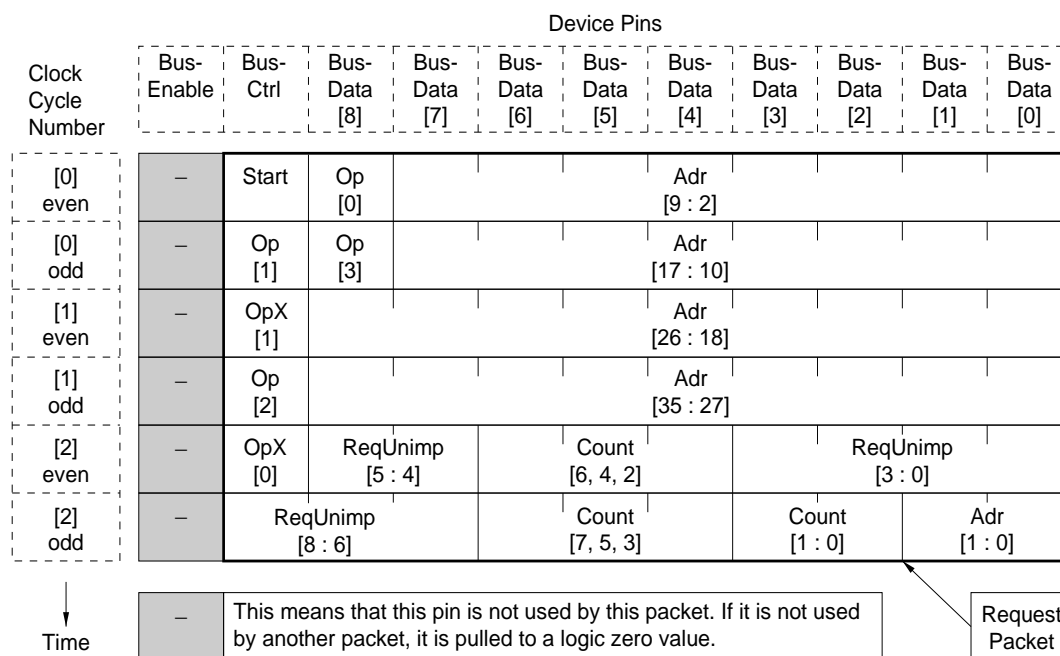 Device Pins
Clock
Cycle
Number
Bus-
Enable
Bus-
Ctrl
Bus-
Data
[8]
Bus-
Data
[7]
Bus-
Data
[6]
Bus-
Data
[5]
Bus-
Data
[4]
Bus-
Data
[3]
Bus-
Data
[2]
Bus-
Data
[1]
Bus-
Data
[0]
[0]
even
–
Start
Op
[0]
Adr
[9 : 2]
[0]
odd
–
Op
[1]
Op
[3]
Adr
[17 : 10]
[1]
even
–
OpX
[1]
Adr
[26 : 18]
[1]
odd
–
Op
[2]
Adr
[35 : 27]
[2]
even
–
OpX
[0]
ReqUnimp
[5 : 4]
Count
[6, 4, 2]
ReqUnimp
[3 : 0]
[2]
odd
–
ReqUnimp
[8 : 6]
Count
[7, 5, 3]
Count
[1 : 0]
Adr
[1 : 0]
Time
–
This means that this pin is not used by this packet. If it is not used
by another packet, it is pulled to a logic zero value.
Request
Packet